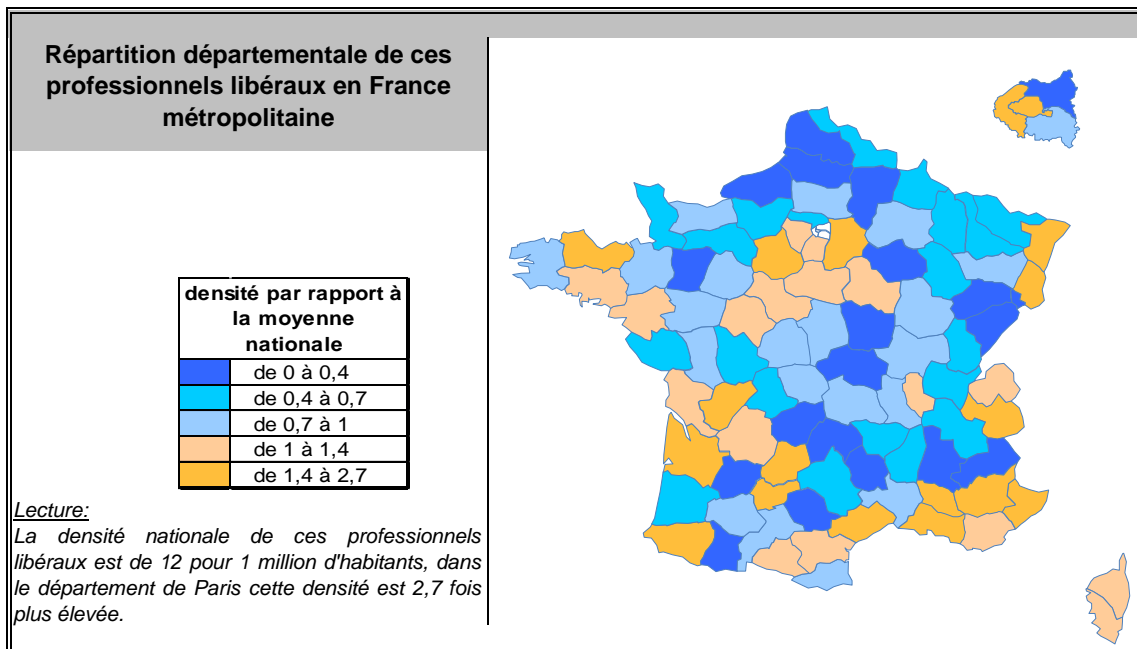 Répartition départementale de ces
professionnels libéraux en France
métropolitaine
densité par rapport à
la moyenne
nationale
de 0 à 0,4
de 0,4 à 0,7
de 0,7 à 1
de 1 à 1,4
de 1,4 à 2,7
Lecture:
La densité nationale de ces professionnels
libéraux est de 12 pour 1 million d'habitants, dans
le département de Paris cette densité est 2,7 fois
plus élevée.